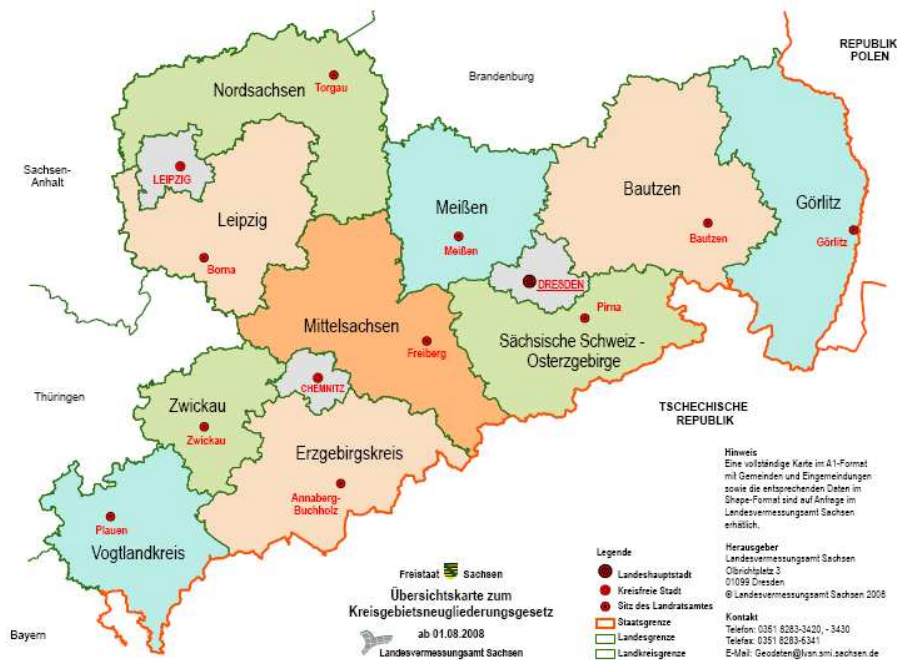 REPUBLIK
POLEN
Brandenburg
Nordsachsen
Torgau
Sachsen-
Anhalt
LEIPZIG
Leipzig
Borna
Meißen
Meißen
Bautzen
Bautzen
Görlitz
Görlitz
DRESDEN
Pirna
Sächsische Schweiz -
Osterzgebirge
Mittelsachsen
Freiberg
CHEMNITZ
Thüringen
Zwickau
Zwickau
Erzgebirgskreis
Annaberg-
Buchholz
TSCHECHISCHE
REPUBLIK
Plauen
Vogtlandkreis
Bayern
Freistaat Sachsen
Übersichtskarte zum
Kreisgebietsneugliederungsgesetz
ab 01.08.2008
Landesvermessungsamt Sachsen
Legende
Landeshauptstadt
Kreisfreie Stadt
Sitz des Landratsamtes
Staatsgrenze
Landesgrenze
Landkreisgrenze
Hinweis
Eine vollständige Karte im A1-Format
mit Gemeinden und Eingemeindungen
sowie die entsprechenden Daten im
Shape-Format sind auf Anfrage im
Landesvermessungsamt Sachsen
erhätlich.
Herausgeber
Landesvermessungsamt Sachsen
Olbrichtplatz 3
01099 Dresden
© Landesvermessungsamt Sachsen 2008
Kontakt
Telefon: 0351 8283-3420, - 3430
Telefax: 0351 8283-6341
E-Mail: Geodaten@lvsn.smi.sachsen.de